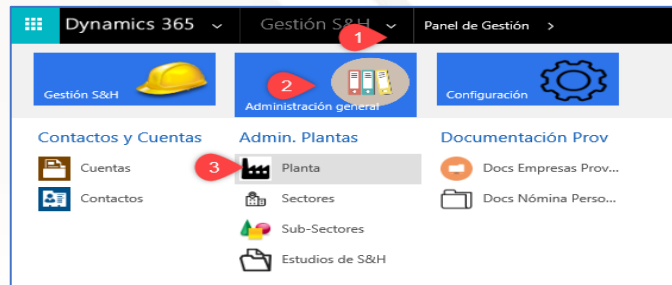 Dynamics 365 Gestión S&H Panel de Gestión >
1
Gestión S&H
2
Administración general
Configuración
Contactos y Cuentas
Cuentas
Contactos
Admin. Plantas
3
Planta
Sectores
Sub-Sectores
Estudios de S&H
Documentación Prov
Docs Empresas Prov...
Docs Nómina Perso...